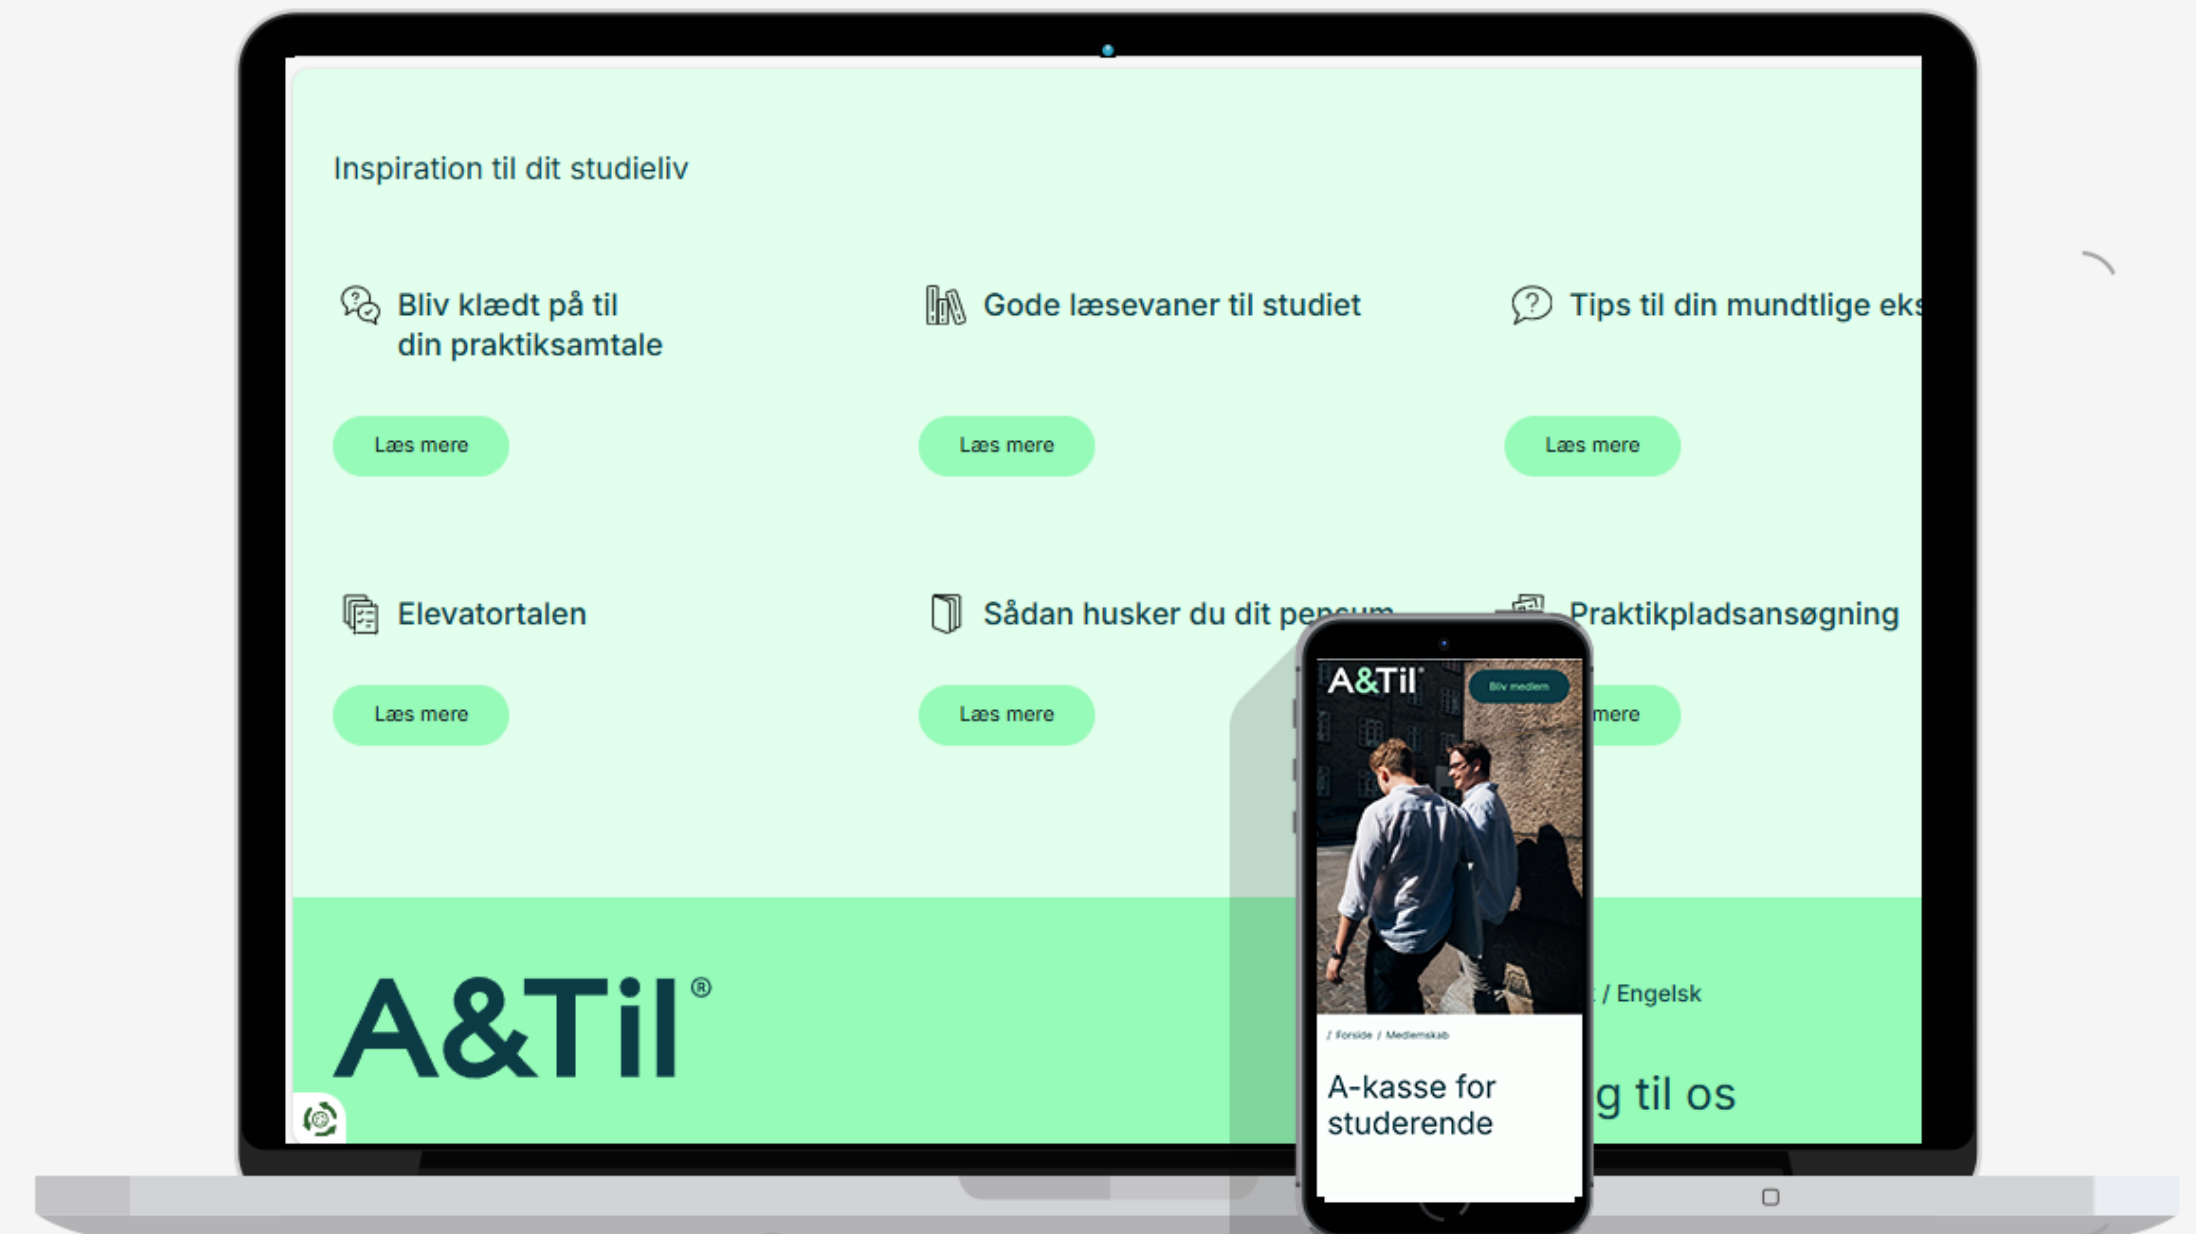 Inspiration til dit studieliv
Bliv klædt på til
din praktiksamtale
Gode læsevaner til studiet
Tips til din mundtlige eks
Læs mere
Læs mere
Læs mere
Elevatortalen
Sådan husker du dit pensum
Praktikpladsansøgning
Læs mere
Læs mere
mere
A&Til®
/ Engelsk
g til os
A&Til
Bliv medlem
/ Forside / Medlemskab
A-kasse for
studerende